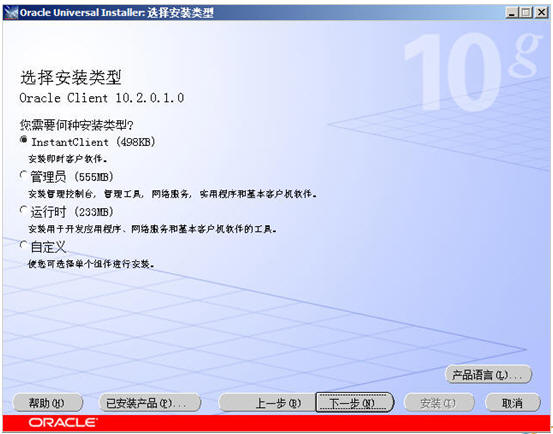 Oracle Universal Installer: 选择安装类型
10g
选择安装类型
Oracle Client 10.2.0.1.0
您需要何种安装类型?
InstantClient (498KB)
安装即时客户软件。
管理员 (555MB)
安装管理控制台, 管理工具, 网络服务, 实用程序和基本客户机软件。
运行时 (233MB)
安装用于开发应用程序、网络服务和基本客户机软件的工具。
自定义
使您可选择单个组件进行安装。
产品语言(L)...
帮助(H) 已安装产品(P)... 上一步(B) 下一步(N) 安装(I) 取消
ORACLE